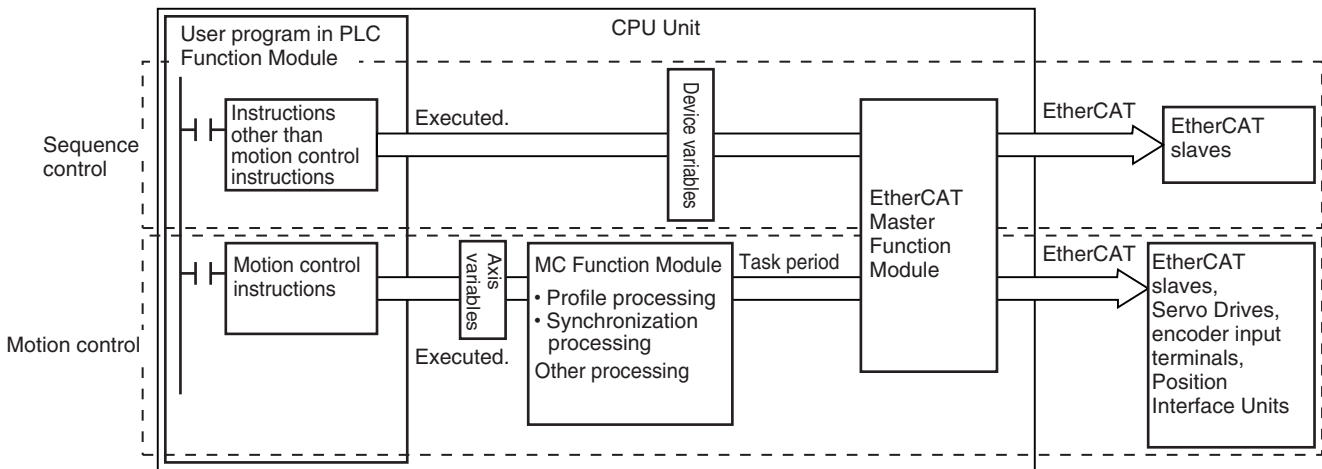 CPU Unit
User program in PLC
Function Module
Sequence
control
Instructions
other than
motion control
instructions
Executed.
Device variables
EtherCAT
Master
Function
Module
EtherCAT
EtherCAT
slaves
Motion control
Motion control
instructions
Executed.
Axis
variables
MC Function Module
• Profile processing
• Synchronization
processing
Other processing
Task period
EtherCAT
EtherCAT
slaves,
Servo Drives,
encoder input
terminals,
Position
Interface Units